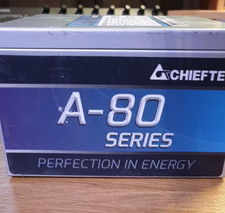 CHIEFTE
A-80
SERIES
PERFECTION IN ENERGY